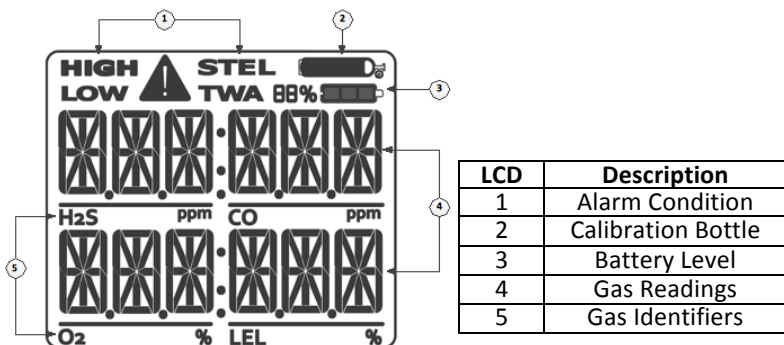 1
2
HIGH STEL
LOW TWA 88%
3
4
H2S ppm CO ppm
5
O2 % LEL %
LCD Description
1 Alarm Condition
2 Calibration Bottle
3 Battery Level
4 Gas Readings
5 Gas Identifiers